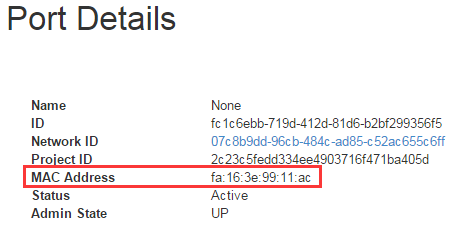 Port Details
Name None
ID fc1c6ebb-719d-412d-81d6-b2bf299356f5
Network ID 07c8b9dd-96cb-484c-ad85-c52ac655c6ff
Project ID 2c23c5fedd334ee4903716f471ba405d
MAC Address fa:16:3e:99:11:ac
Status Active
Admin State UP